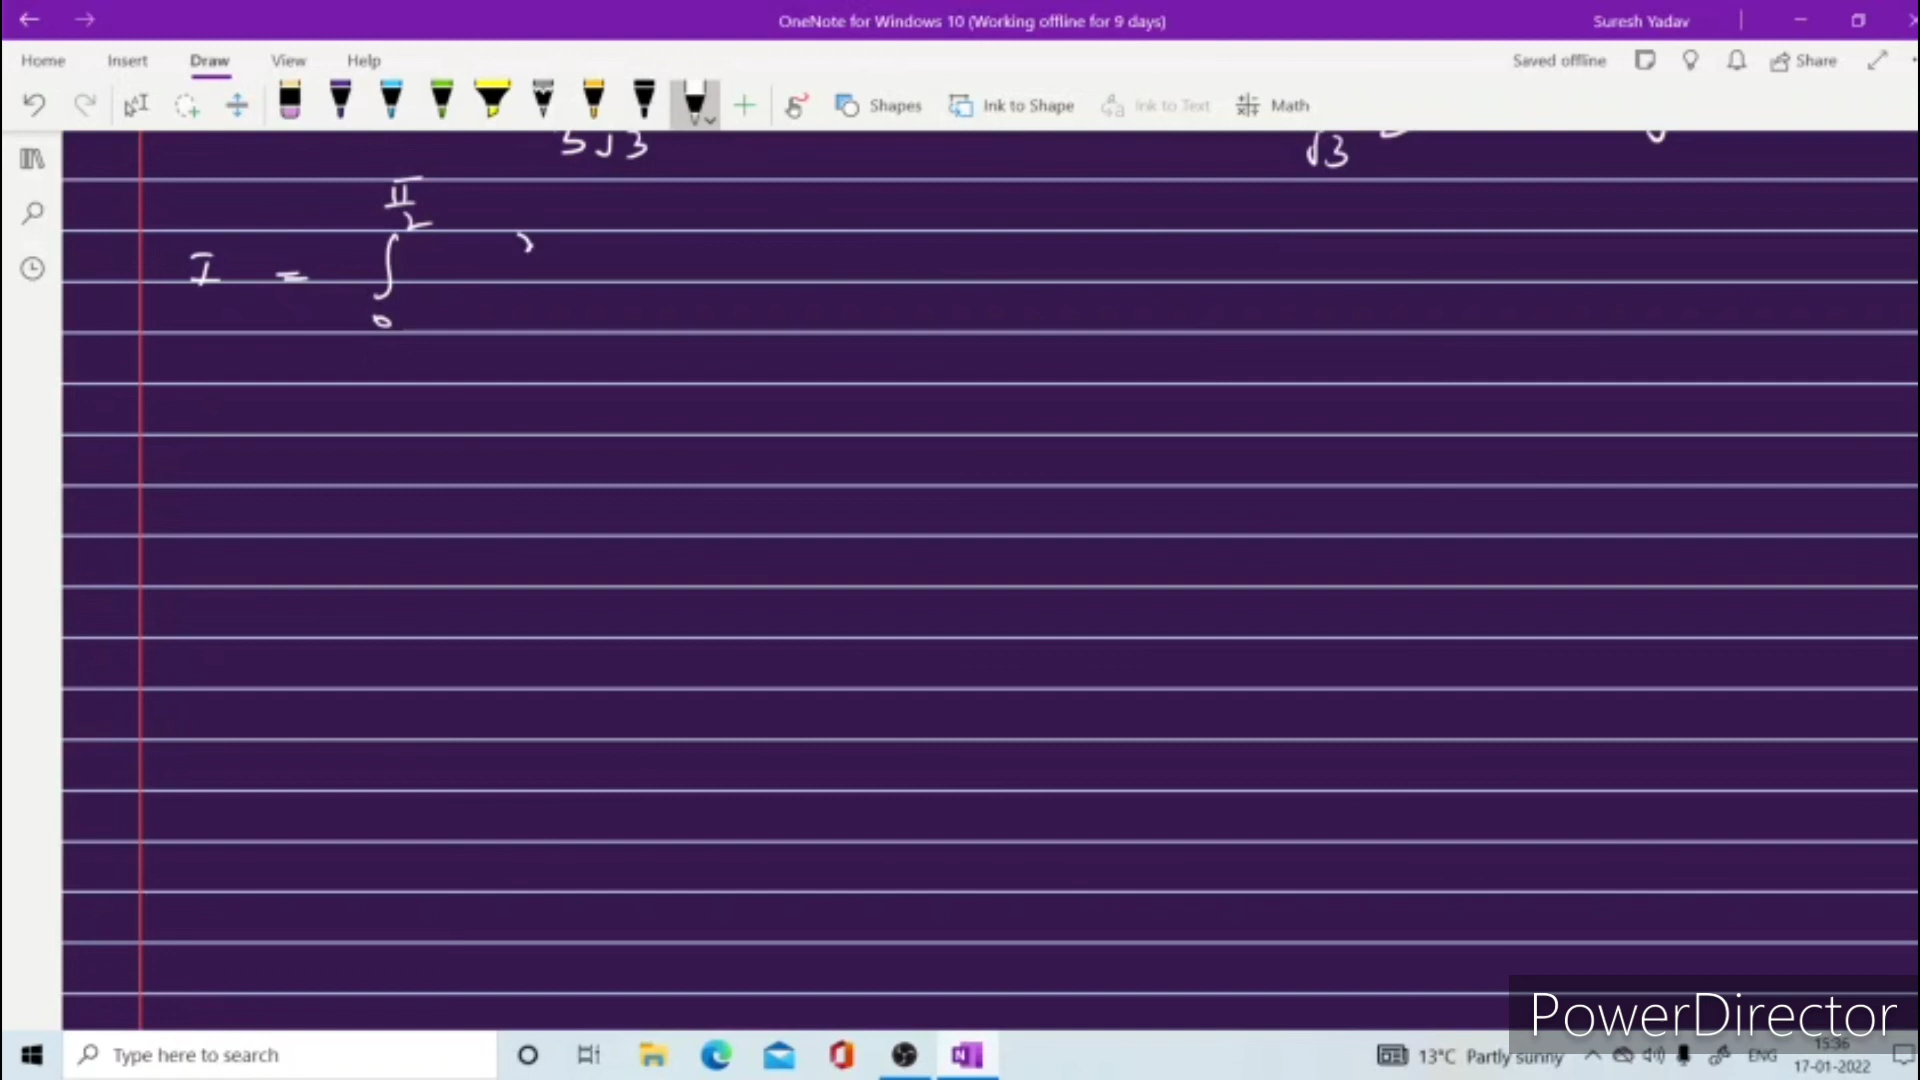 OneNote for Windows 10 (Working offline for 9 days)
Suresh Yadav
Home Insert Draw View Help
Saved offline Share
Shapes Ink to Shape Ink to Text Math
5√3 √3
I = ∫ π 2 0
PowerDirector
Type here to search
13°C Partly sunny ENG 15:36 17-01-2022